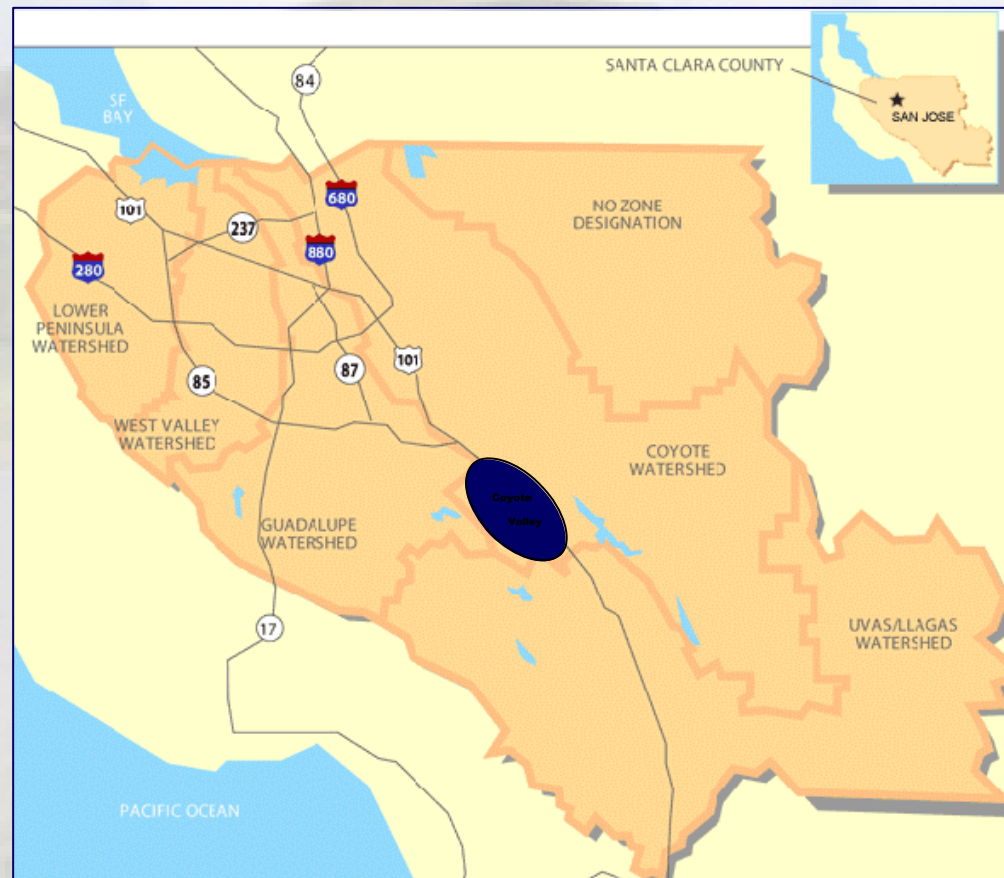 84
SANTA CLARA COUNTY
SAN JOSE
SF
BAY
680
101
237
NO ZONE
DESIGNATION
880
280
LOWER
PENINSULA
WATERSHED
101
87
85
WEST VALLEY
WATERSHED
COYOTE
WATERSHED
Coyote
Valley
GUADALUPE
WATERSHED
17
UVAS/LLAGAS
WATERSHED
PACIFIC OCEAN